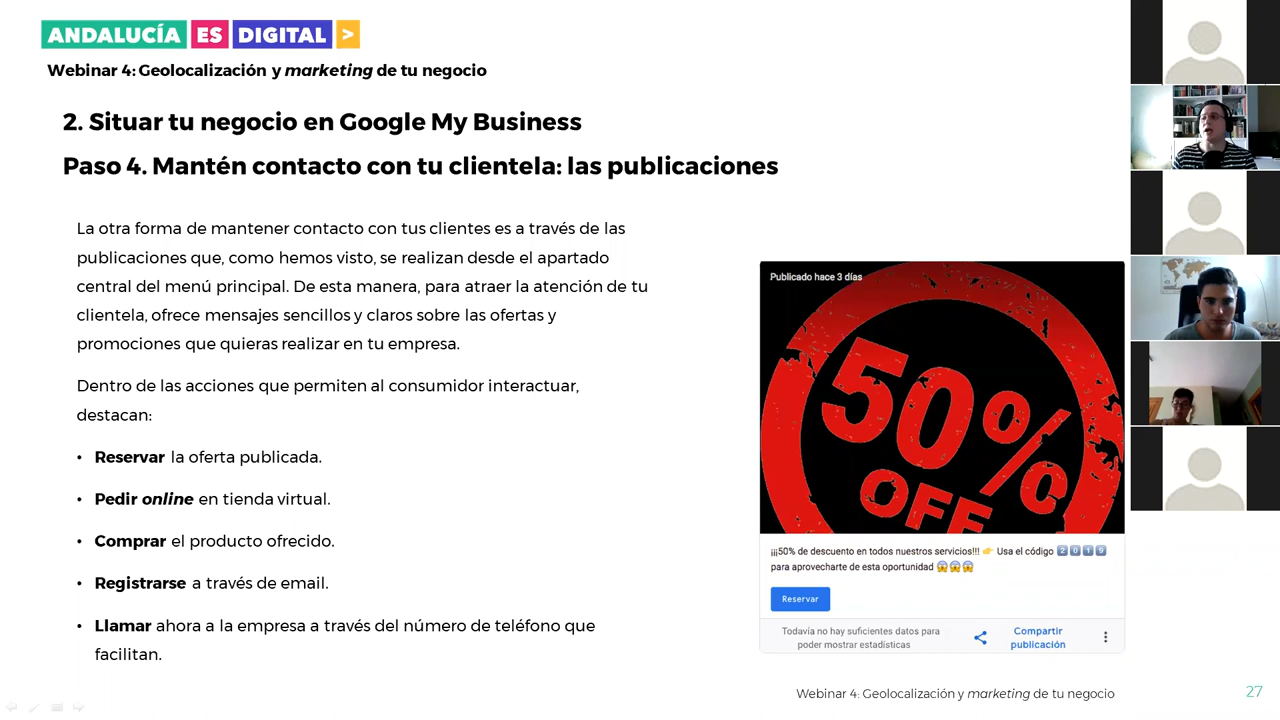 ANDALUCÍA ES DIGITAL >
Webinar 4: Geolocalización y marketing de tu negocio
2. Situar tu negocio en Google My Business
Paso 4. Mantén contacto con tu clientela: las publicaciones
La otra forma de mantener contacto con tus clientes es a través de las
publicaciones que, como hemos visto, se realizan desde el apartado
central del menú principal. De esta manera, para atraer la atención de tu
clientela, ofrece mensajes sencillos y claros sobre las ofertas y
promociones que quieras realizar en tu empresa.
Dentro de las acciones que permiten al consumidor interactuar,
destacan:
• Reservar la oferta publicada.
• Pedir online en tienda virtual.
• Comprar el producto ofrecido.
• Registrarse a través de email.
• Llamar ahora a la empresa a través del número de teléfono que
facilitan.
Publicado hace 3 días
50%
OFF
¡¡¡50% de descuento en todos nuestros servicios!!! 👉 Usa el código 2️⃣0️⃣1️⃣9️⃣
para aprovecharte de esta oportunidad 😱😱😱
Reservar
Todavía no hay suficientes datos para
poder mostrar estadísticas
Compartir
publicación
Webinar 4: Geolocalización y marketing de tu negocio
27